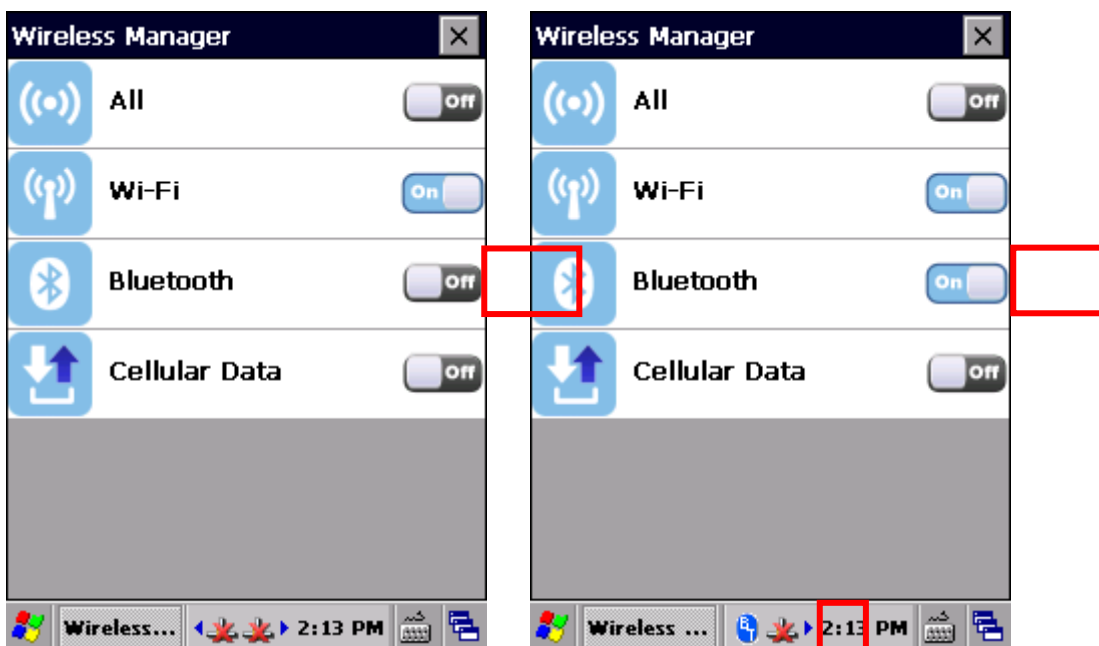 Wireless Manager
All Off
Wi-Fi On
Bluetooth Off
Cellular Data Off
Wireless... 2:13 PM
Wireless Manager
All Off
Wi-Fi On
Bluetooth On
Cellular Data Off
Wireless ... 2:13 PM